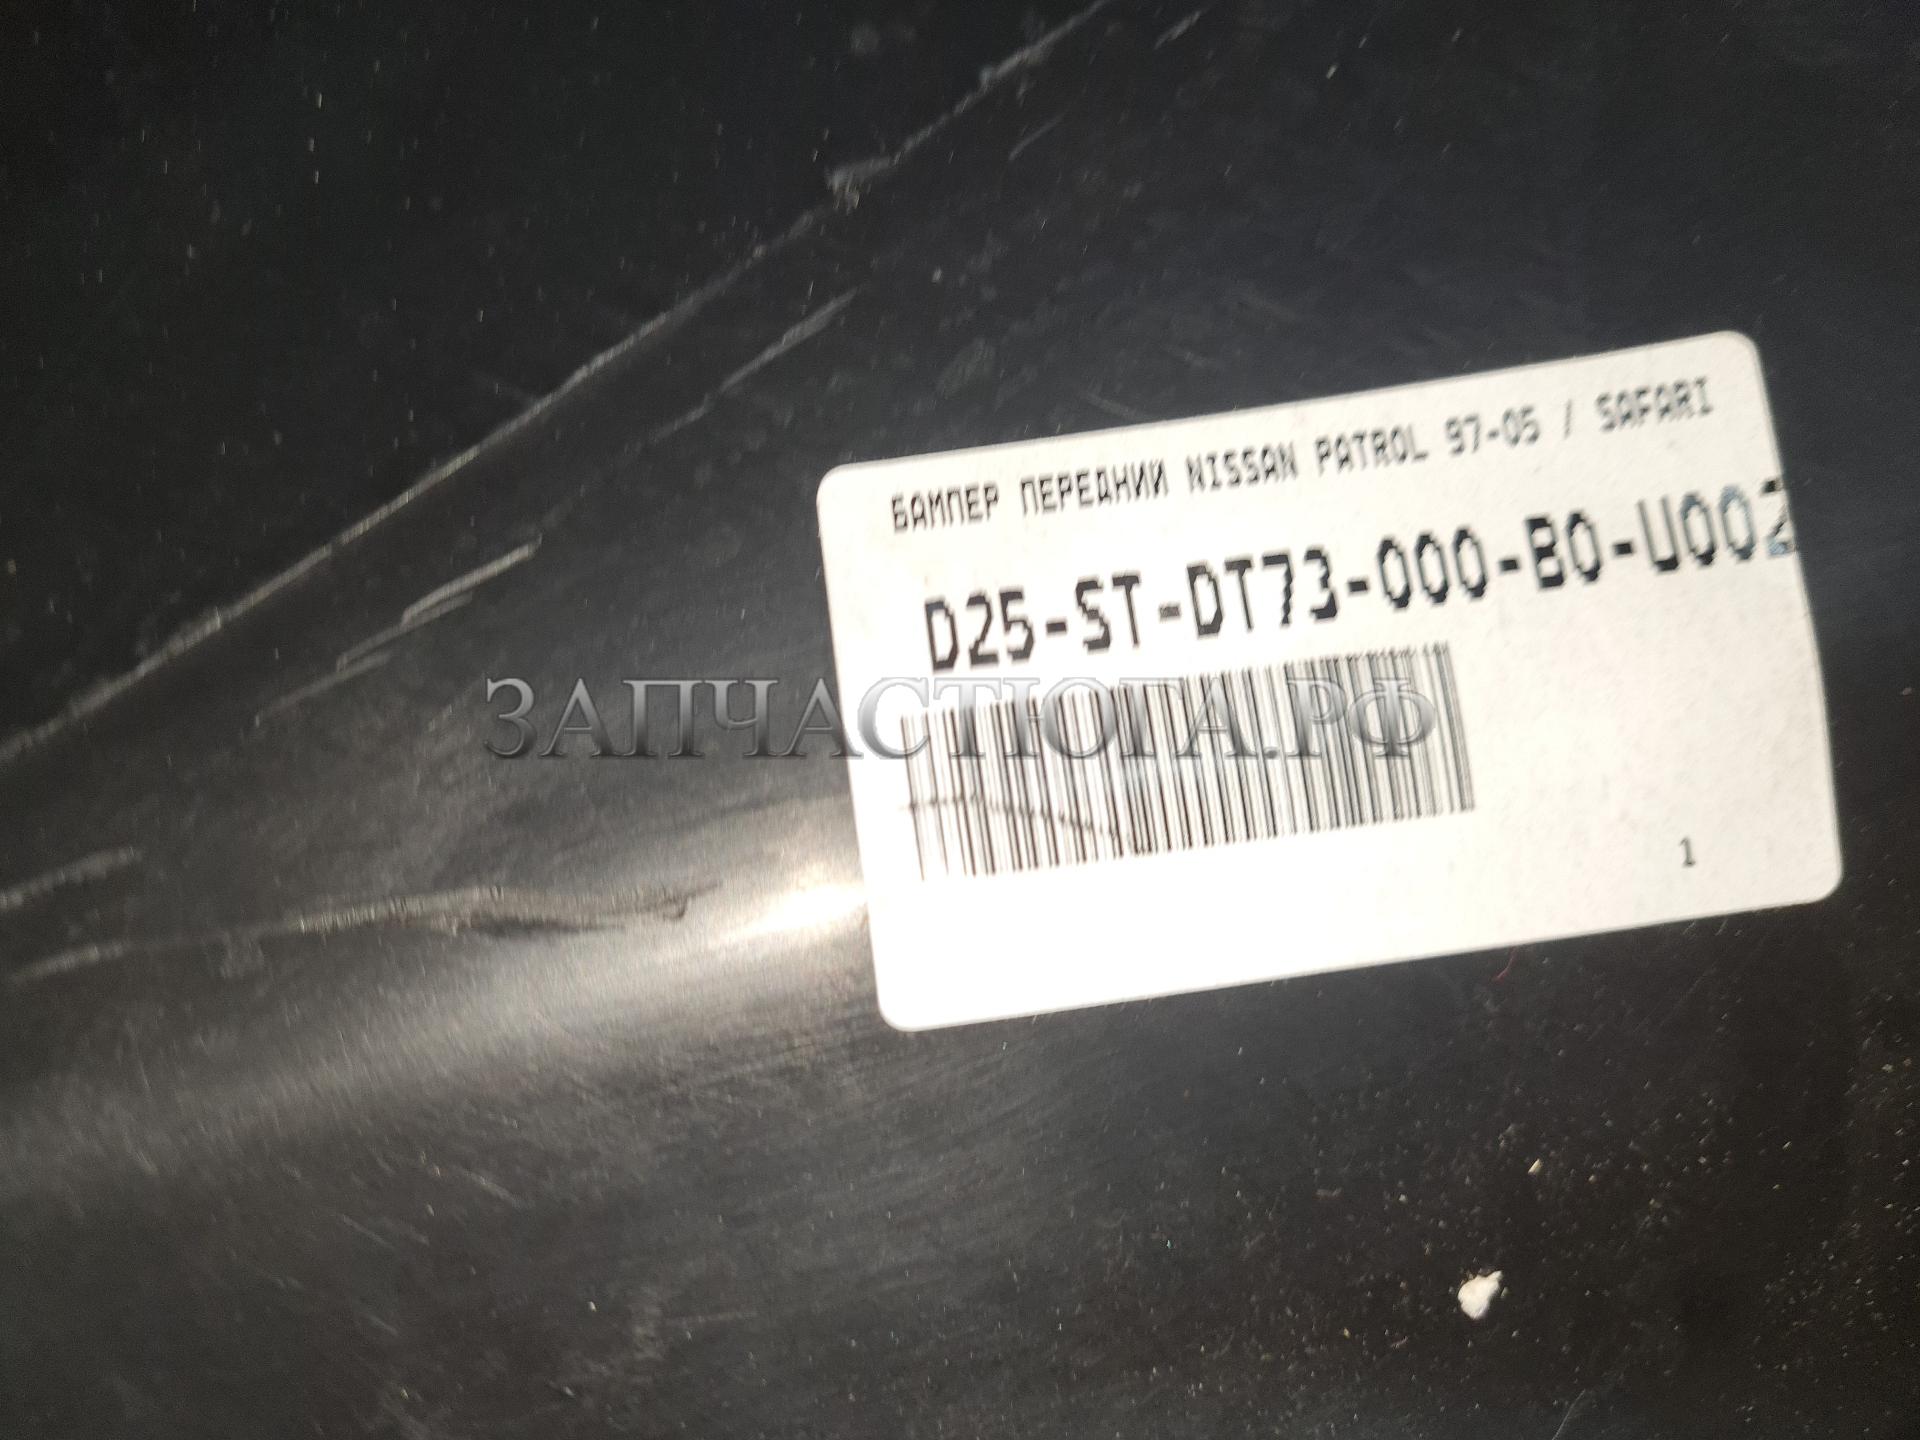 БАМПЕР ПЕРЕДНИЙ NISSAN PATROL 97-05 / SAFARI
D25-ST-DT73-000-B0-U002
ЗАПЧАСТЮГА.РФ
1